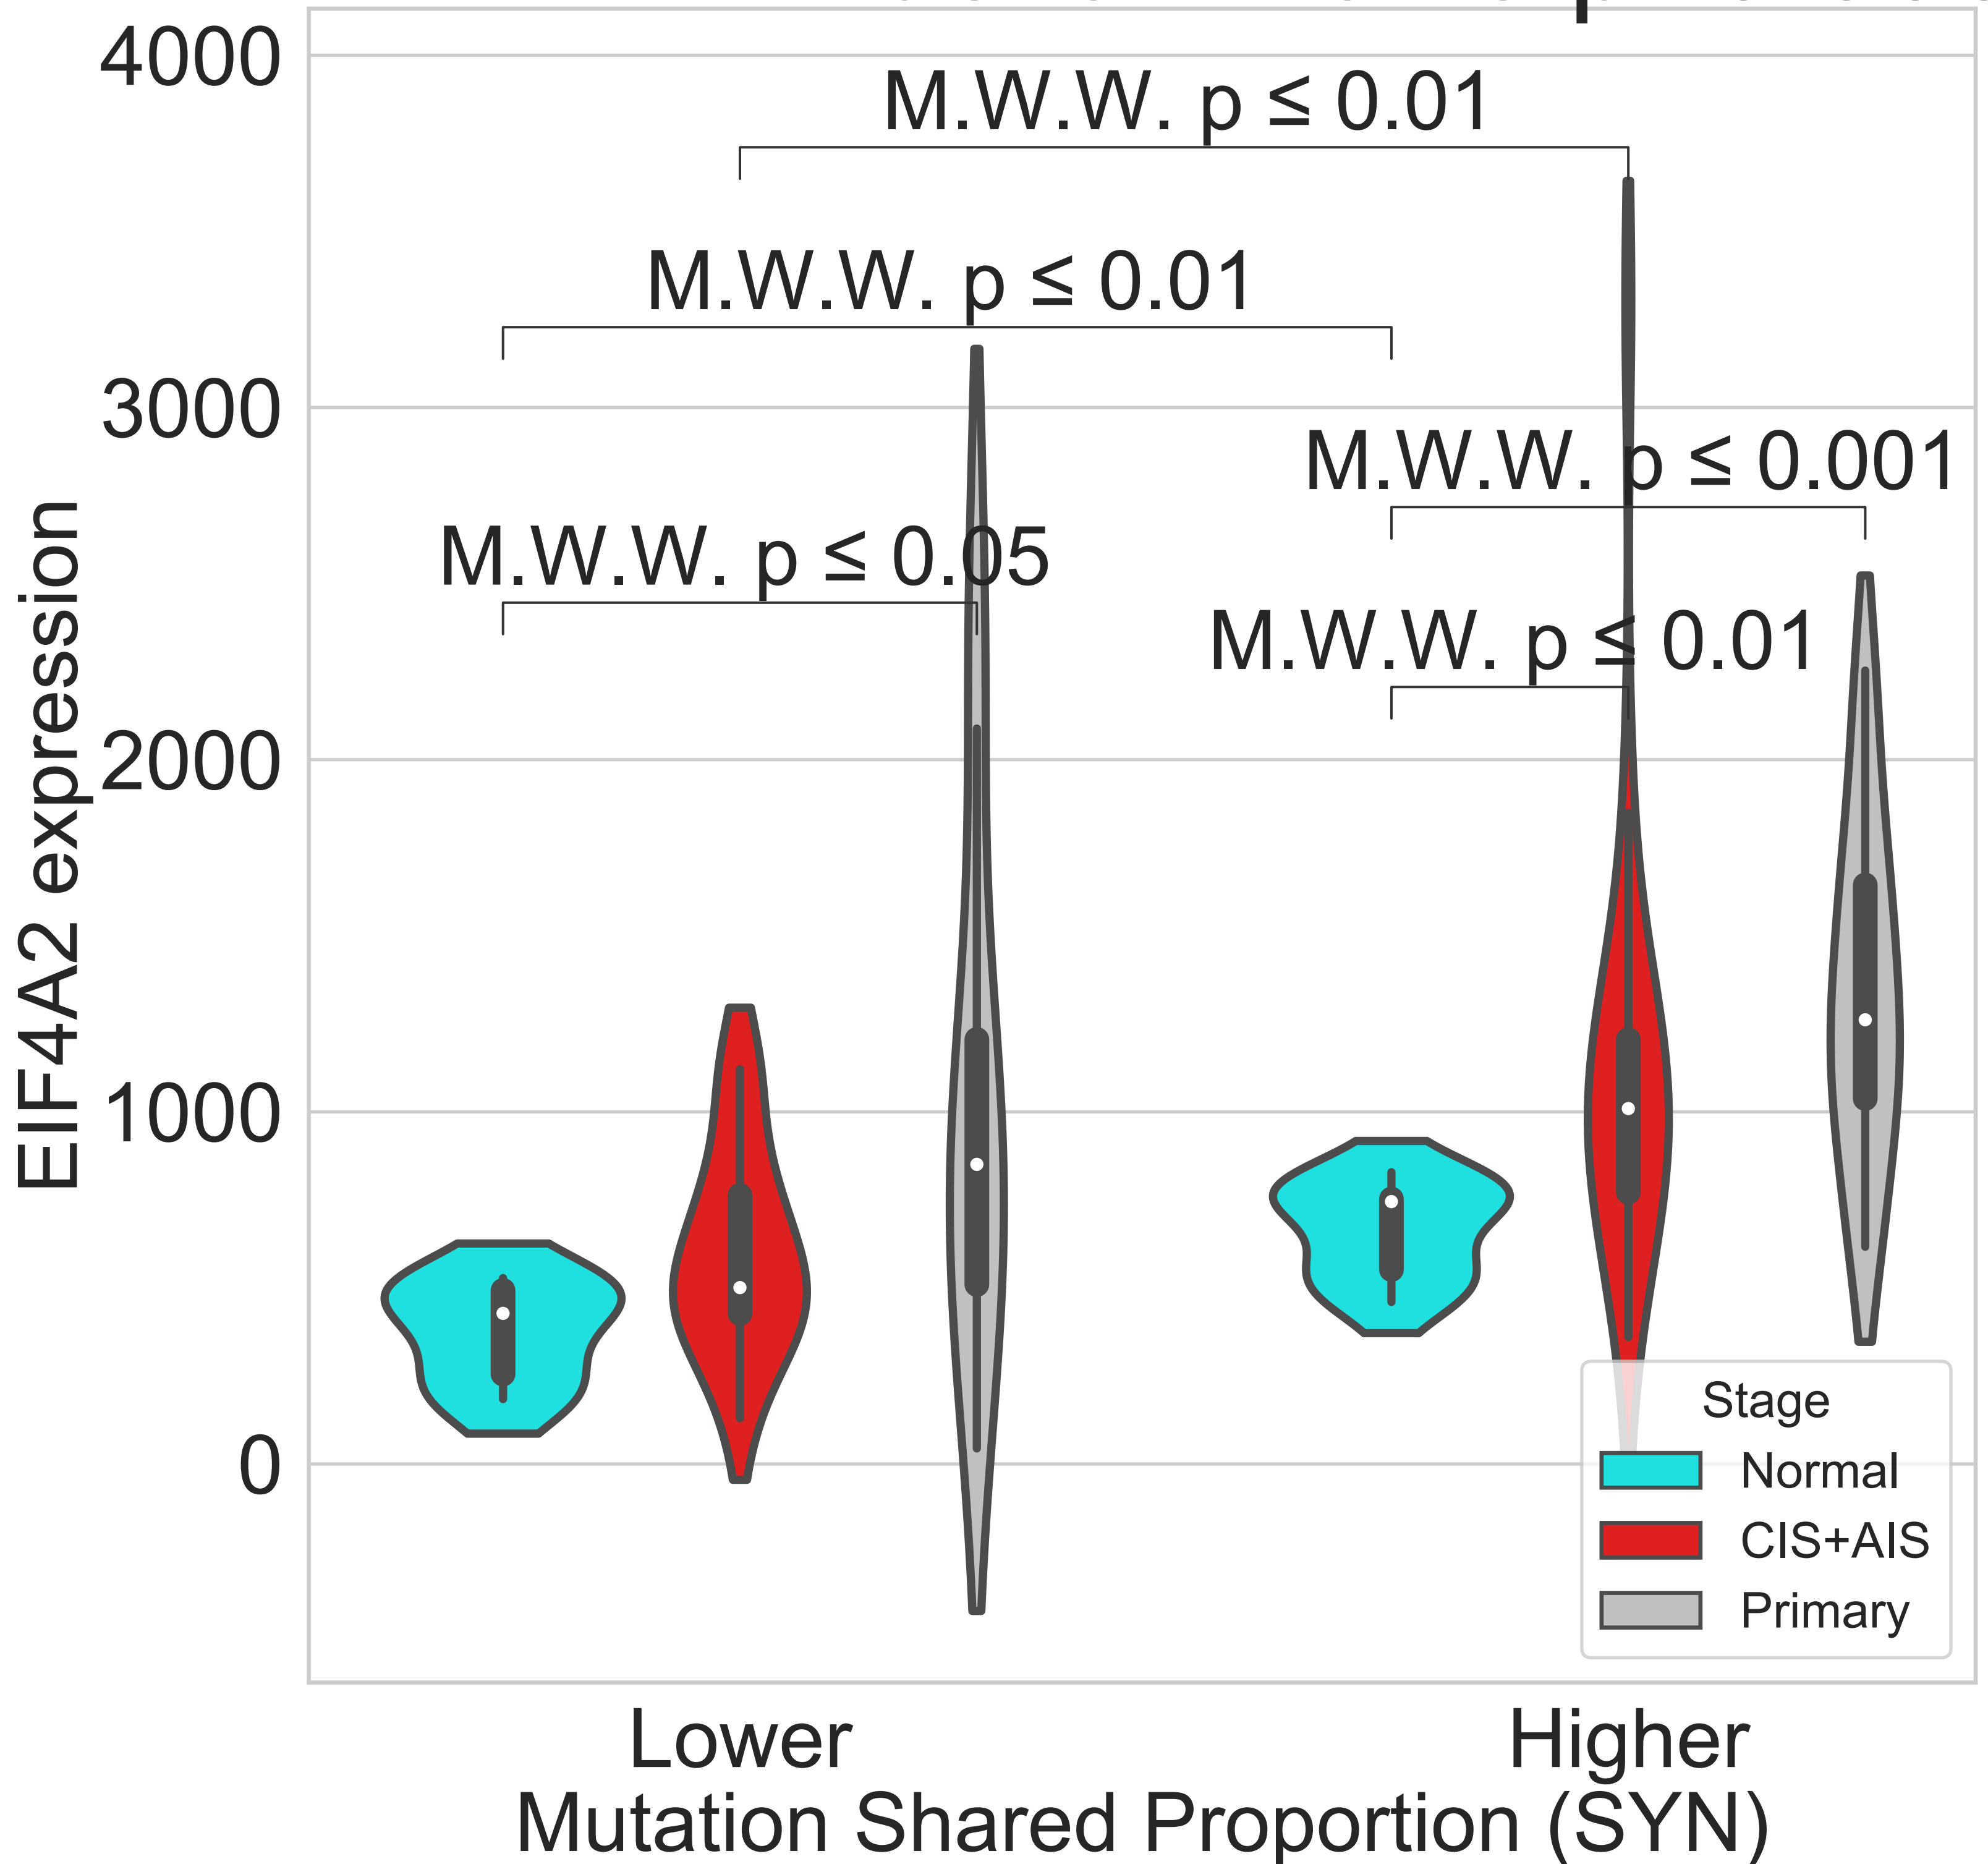 4000
M.W.W. p ≤ 0.01
M.W.W. p ≤ 0.01
3000
M.W.W. p ≤ 0.001
M.W.W. p ≤ 0.05
M.W.W. p ≤ 0.01
2000
EIF4A2 expression
1000
0
Stage
Normal
CIS+AIS
Primary
Lower
Higher
Mutation Shared Proportion (SYN)